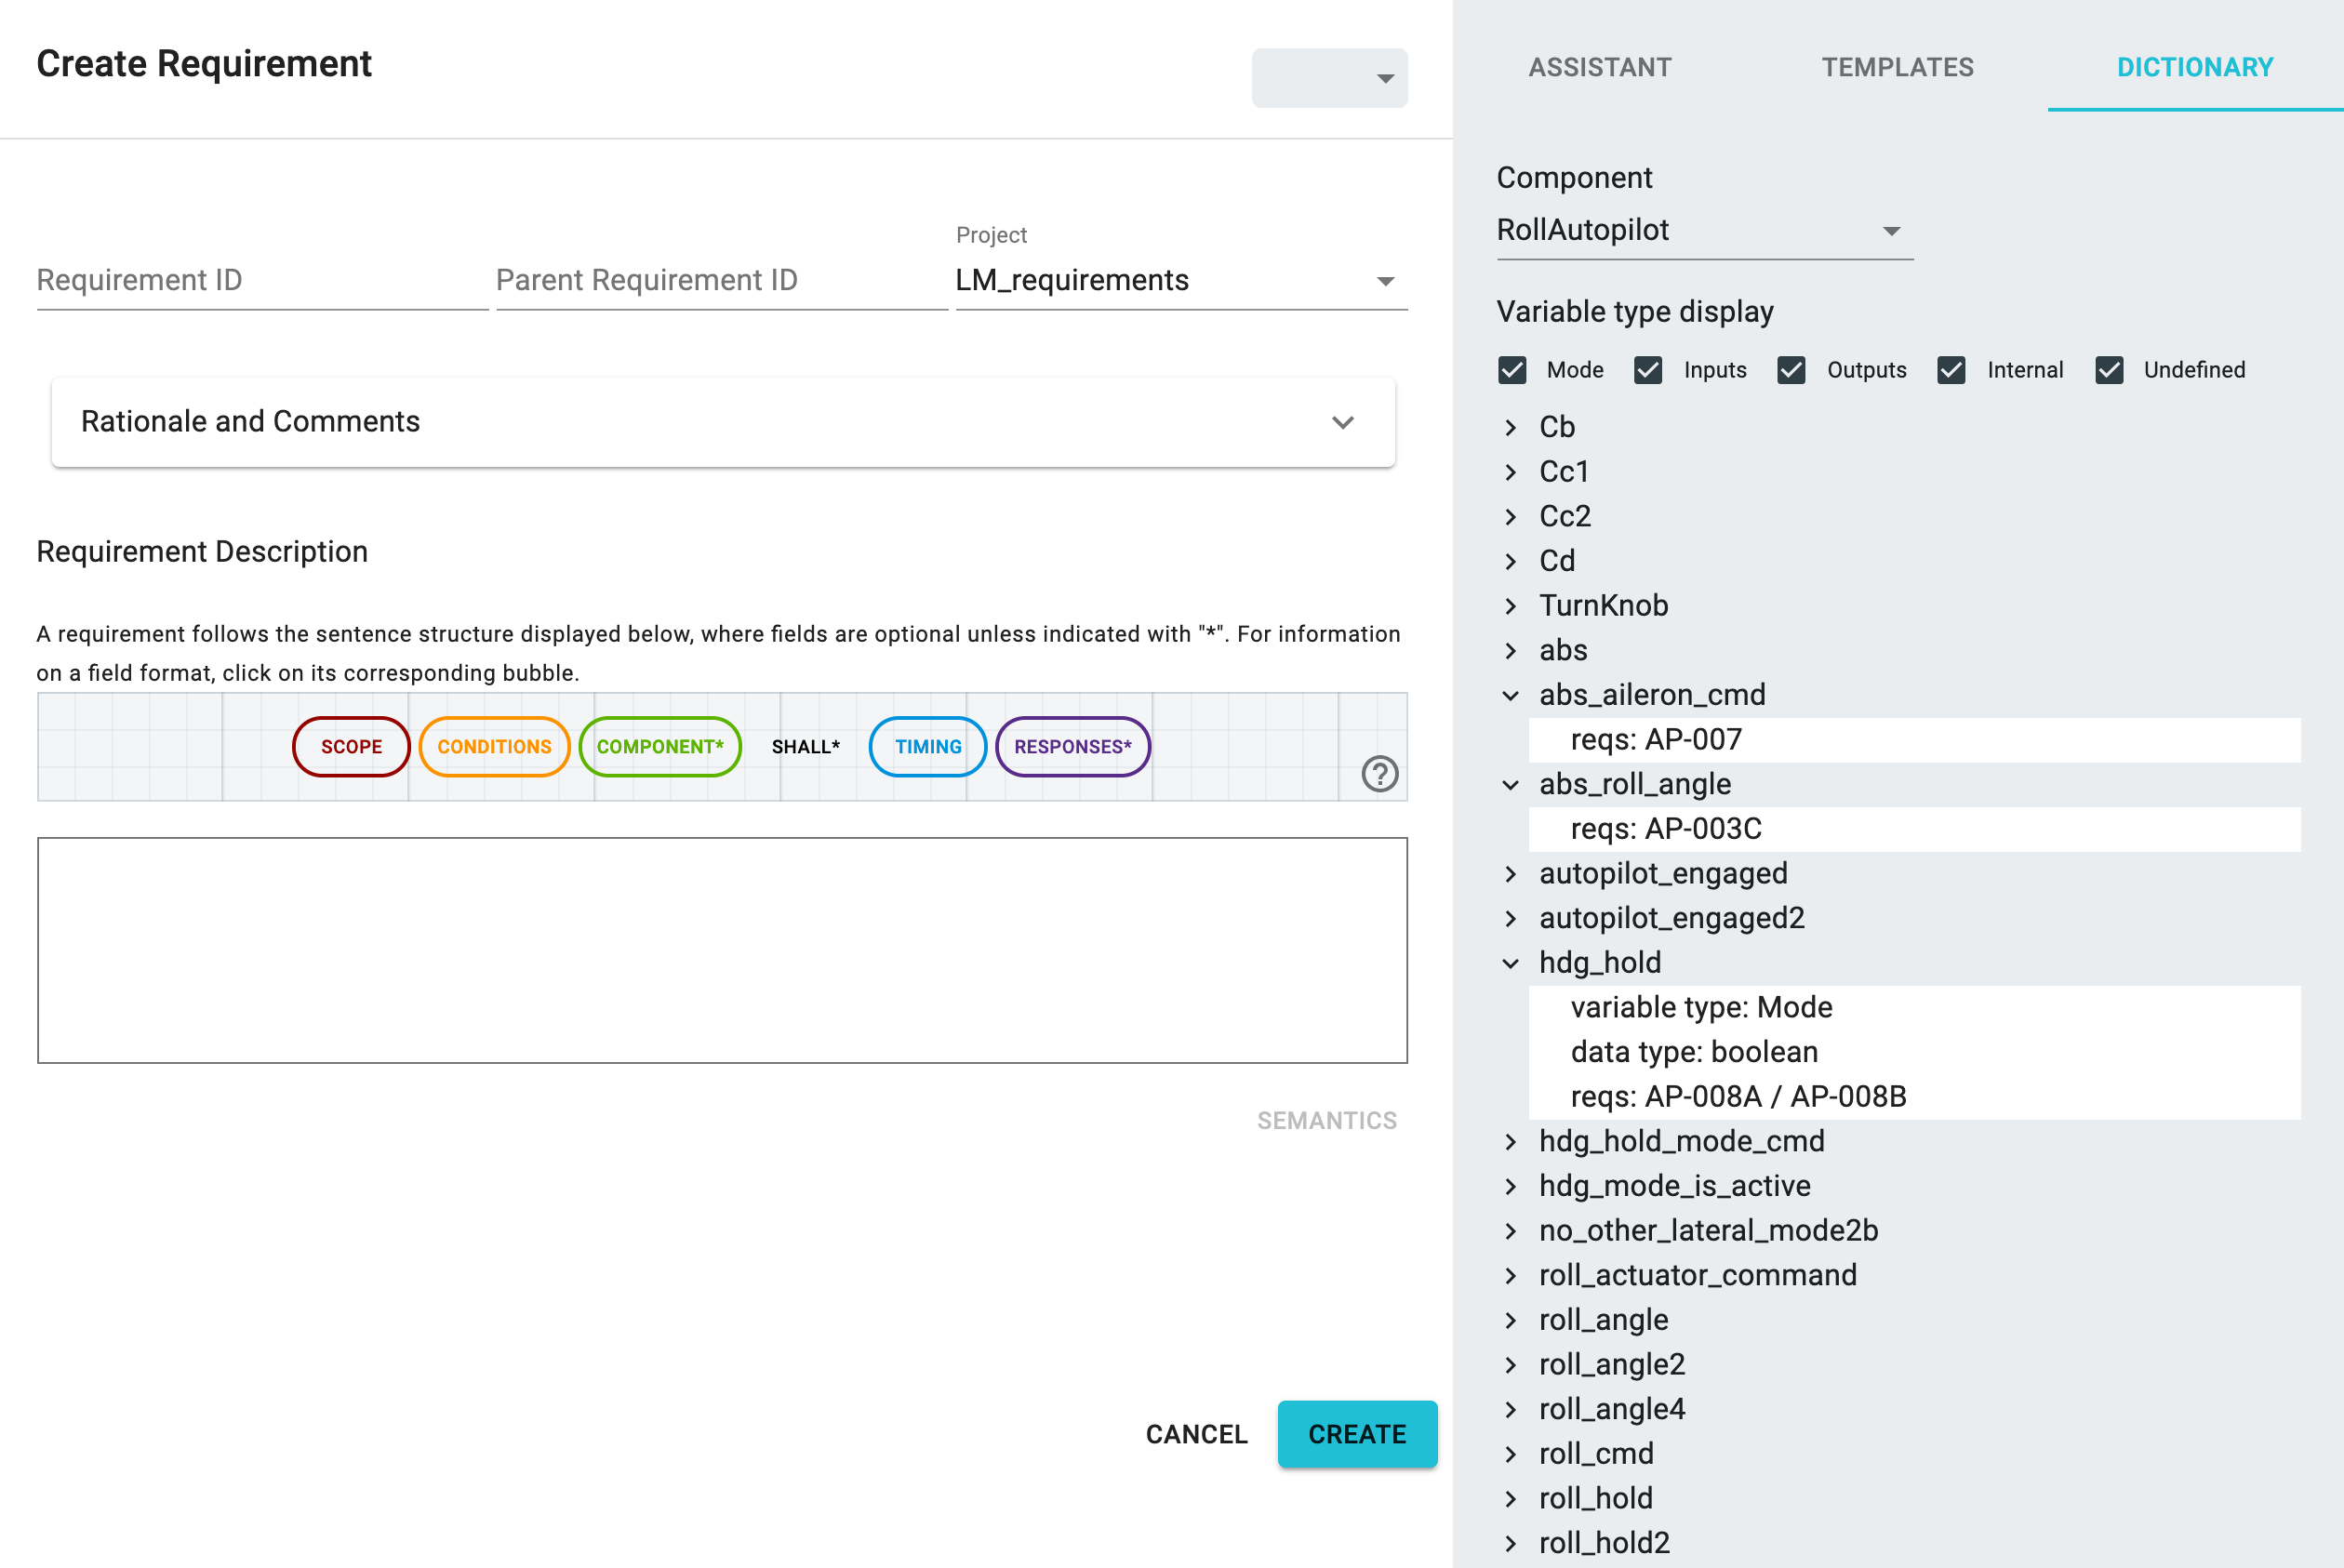 Create Requirement
Requirement ID
Parent Requirement ID
Project
LM_requirements
Rationale and Comments
Requirement Description
A requirement follows the sentence structure displayed below, where fields are optional unless indicated with "*". For information
on a field format, click on its corresponding bubble.
SCOPE CONDITIONS COMPONENT* SHALL* TIMING RESPONSES*
?
SEMANTICS
CANCEL CREATE
ASSISTANT TEMPLATES DICTIONARY
Component
RollAutopilot
Variable type display
Mode Inputs Outputs Internal Undefined
Cb
Cc1
Cc2
Cd
TurnKnob
abs
abs_aileron_cmd
reqs: AP-007
abs_roll_angle
reqs: AP-003C
autopilot_engaged
autopilot_engaged2
hdg_hold
variable type: Mode
data type: boolean
reqs: AP-008A / AP-008B
hdg_hold_mode_cmd
hdg_mode_is_active
no_other_lateral_mode2b
roll_actuator_command
roll_angle
roll_angle2
roll_angle4
roll_cmd
roll_hold
roll_hold2